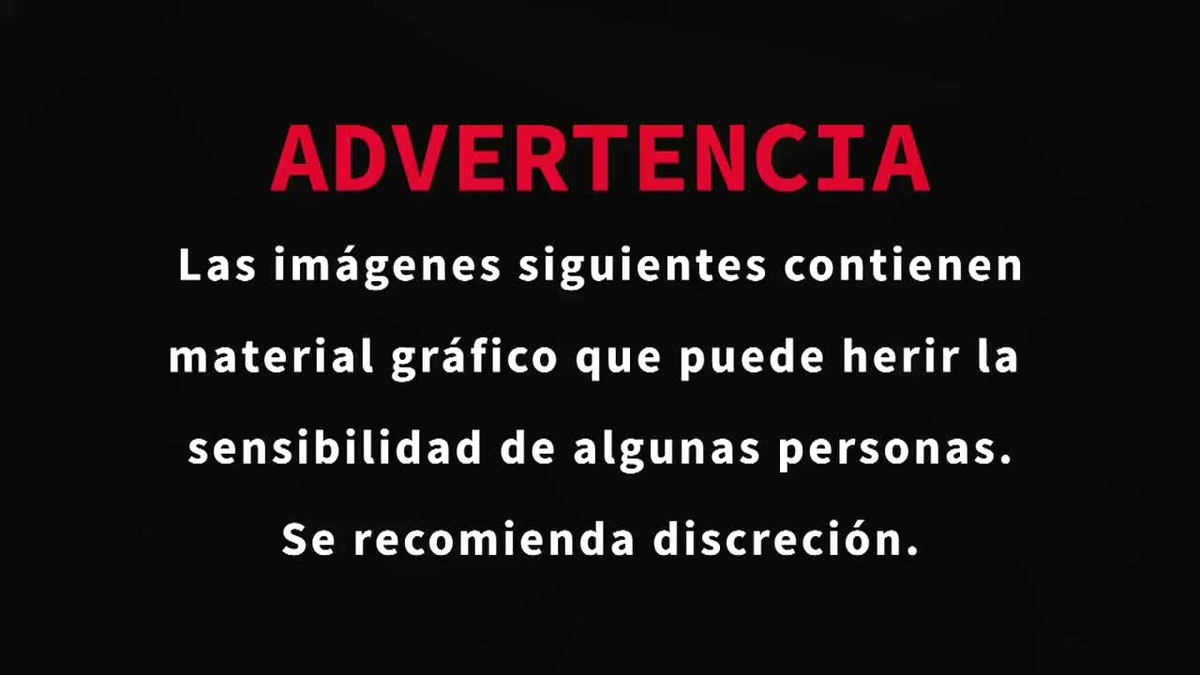 ADVERTENCIA
Las imágenes siguientes contienen
material gráfico que puede herir la
sensibilidad de algunas personas.
Se recomienda discreción.